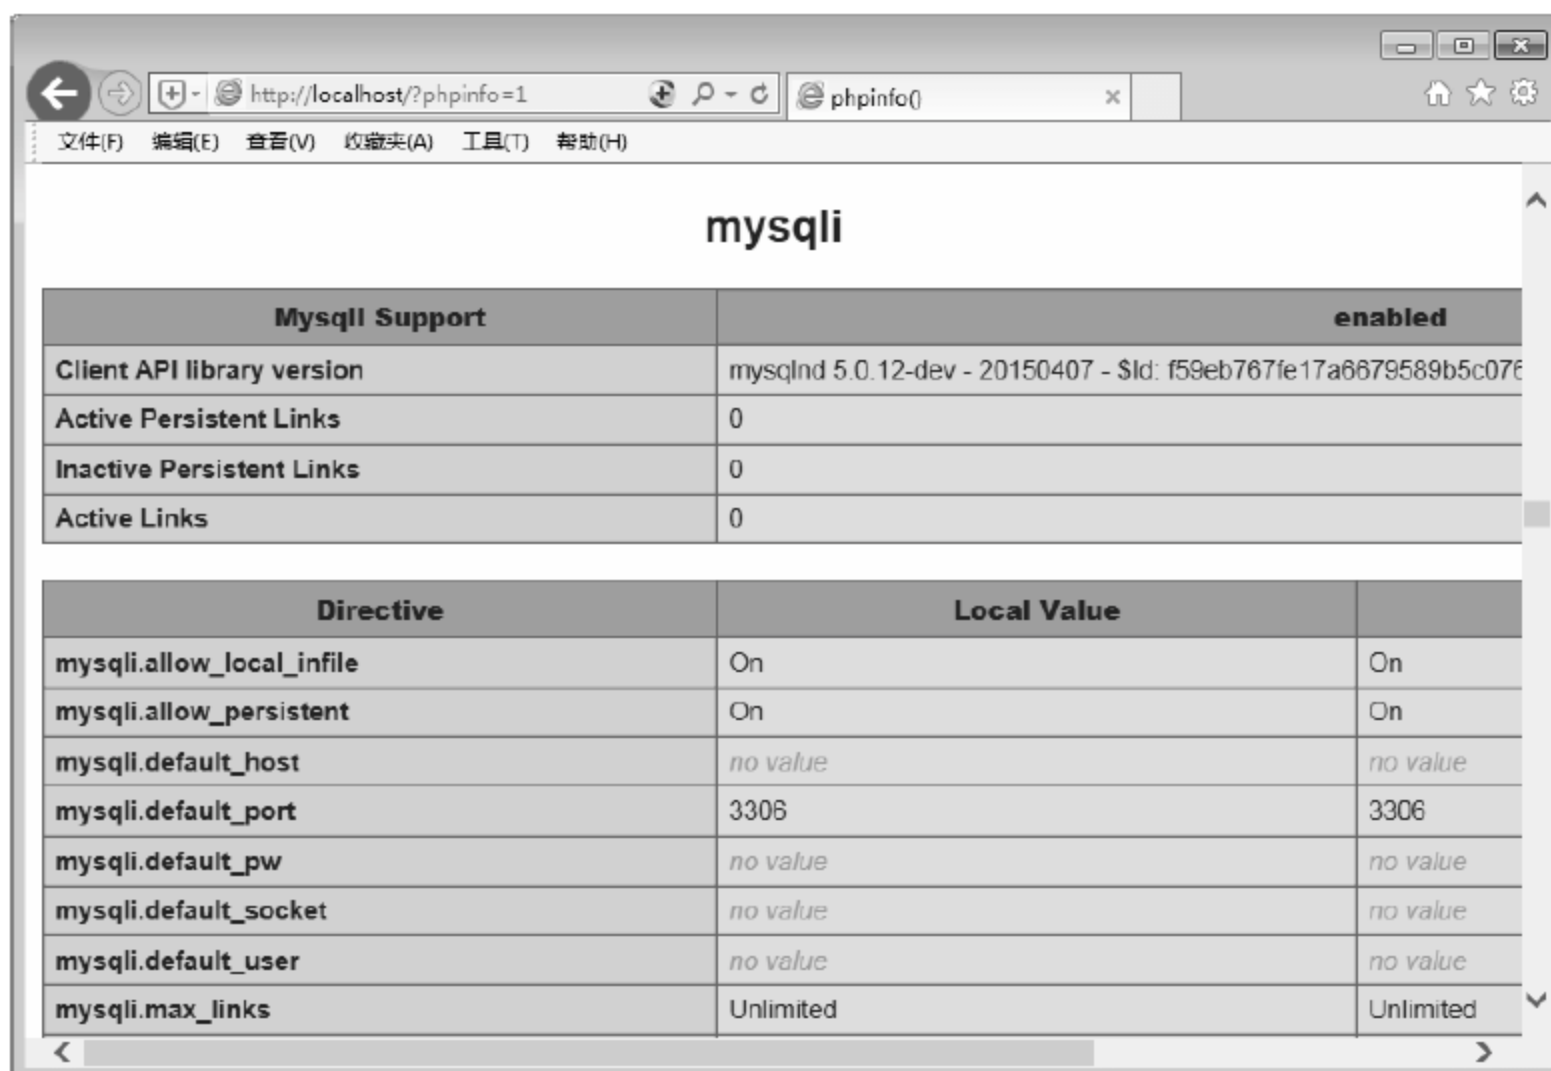 http://localhost/?phpinfo=1
phpinfo()
文件(F) 编辑(E) 查看(V) 收藏夹(A) 工具(T) 帮助(H)
mysqli
MysqlI Support enabled
Client API library version mysqlnd 5.0.12-dev - 20150407 - $Id: f59eb767fe17a6679589b5c076
Active Persistent Links 0
Inactive Persistent Links 0
Active Links 0
Directive Local Value
mysqli.allow_local_infile On On
mysqli.allow_persistent On On
mysqli.default_host no value no value
mysqli.default_port 3306 3306
mysqli.default_pw no value no value
mysqli.default_socket no value no value
mysqli.default_user no value no value
mysqli.max_links Unlimited Unlimited